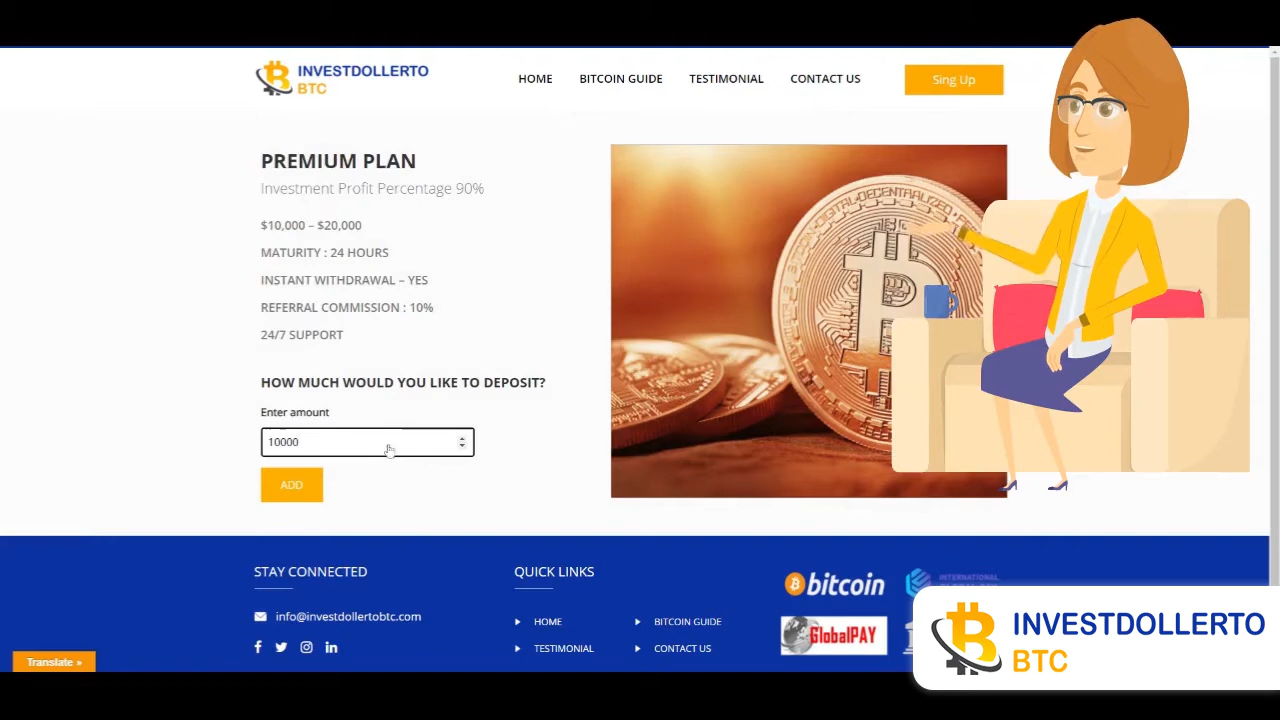 INVESTDOLLERTO
BTC
HOME
BITCOIN GUIDE
TESTIMONIAL
CONTACT US
Sing Up
PREMIUM PLAN
Investment Profit Percentage 90%
$10,000 – $20,000
MATURITY : 24 HOURS
INSTANT WITHDRAWAL – YES
REFERRAL COMMISSION : 10%
24/7 SUPPORT
HOW MUCH WOULD YOU LIKE TO DEPOSIT?
Enter amount
10000
ADD
DIGITAL DECENTRALIZED
STAY CONNECTED
info@investdollertobtc.com
QUICK LINKS
HOME
BITCOIN GUIDE
TESTIMONIAL
CONTACT US
bitcoin
INTERNATIONAL
GlobalPAY
Translate »
INVESTDOLLERTO
BTC